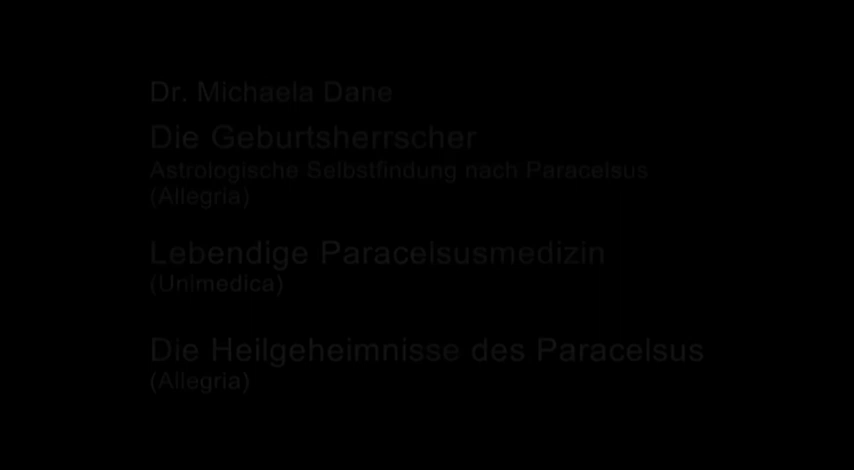 Dr. Michaela Dane
Die Geburtsherrscher
Astrologische Selbstfindung nach Paracelsus
(Allegria)
Lebendige Paracelsusmedizin
(Unimedica)
Die Heilgeheimnisse des Paracelsus
(Allegria)